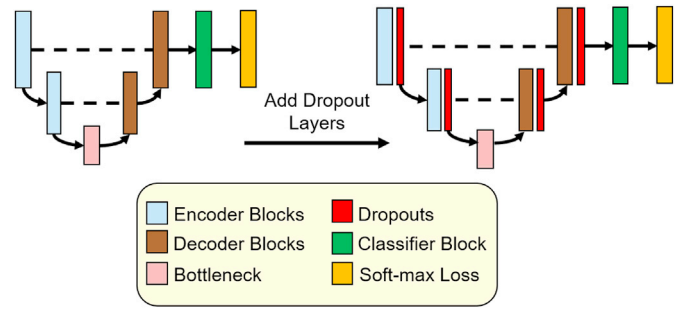 Add Dropout
Layers
Encoder Blocks
Dropouts
Decoder Blocks
Classifier Block
Bottleneck
Soft-max Loss